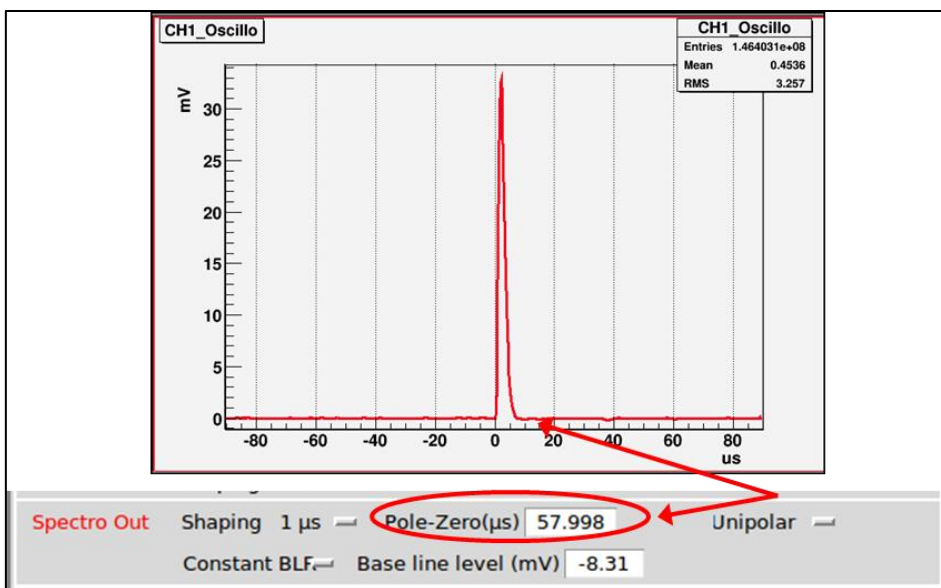 CH1_Oscillo
CH1_Oscillo
Entries 1.464031e+08
Mean 0.4536
RMS 3.257
mV
30
25
20
15
10
5
0
-80 -60 -40 -20 0 20 40 60 80
us
Spectro Out Shaping 1 µs Pole-Zero(µs) 57.998 Unipolar
Constant BLR Base line level (mV) -8.31